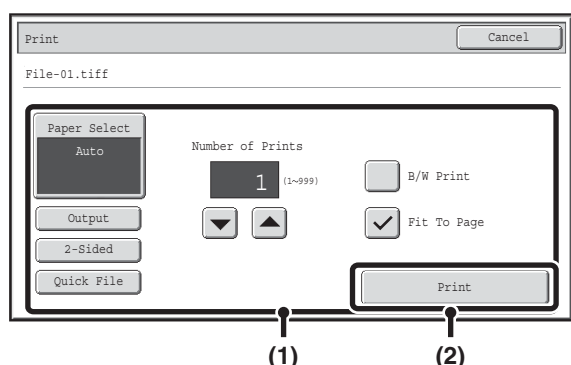 Print
Cancel
File-01.tiff
Paper Select
Auto
Number of Prints
1 (1~999)
B/W Print
Output
Fit To Page
2-Sided
Quick File
Print
(1)
(2)